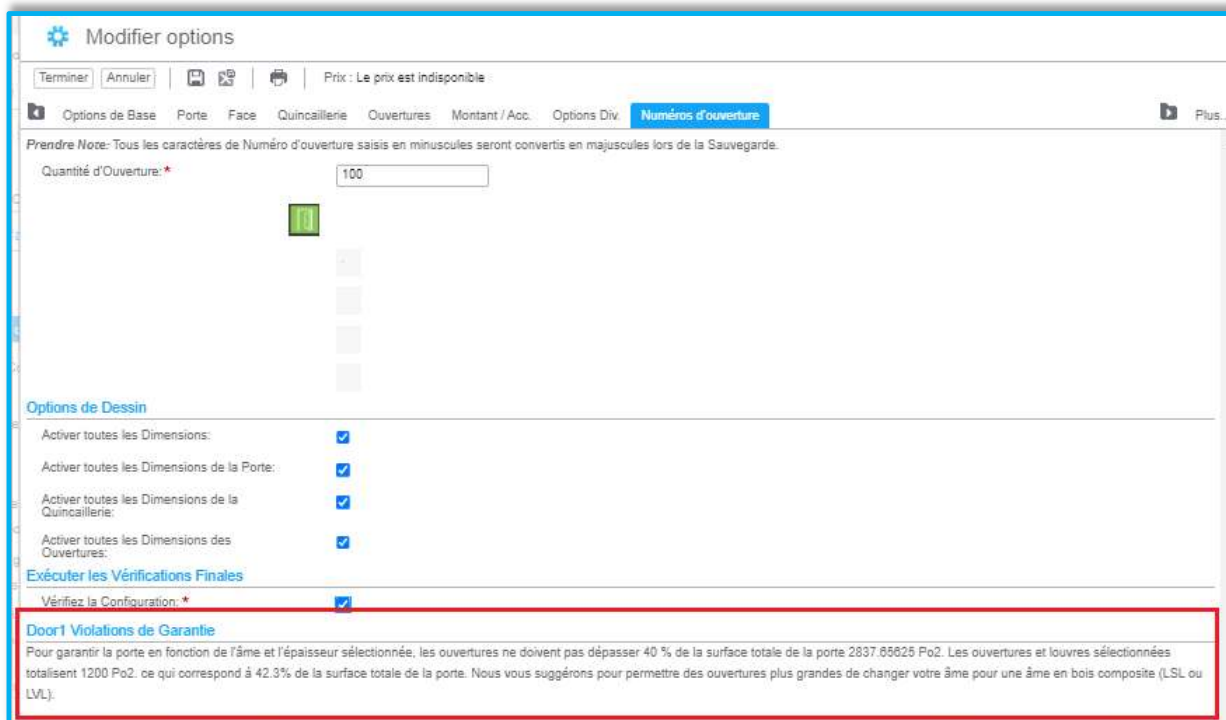 Modifier options
Terminer Annuler Prix : Le prix est indisponible
Options de Base Porte Face Quincaillerie Ouvertures Montant / Acc. Options Div. Numéros d'ouverture Plus..
Prendre Note: Tous les caractères de Numéro d'ouverture saisis en minuscules seront convertis en majuscules lors de la Sauvegarde.
Quantité d'Ouverture:* 100
Options de Dessin
Activer toutes les Dimensions:
Activer toutes les Dimensions de la Porte:
Activer toutes les Dimensions de la
Quincaillerie:
Activer toutes les Dimensions des
Ouvertures:
Exécuter les Vérifications Finales
Vérifiez la Configuration: *
Door1 Violations de Garantie
Pour garantir la porte en fonction de l'âme et l'épaisseur sélectionnée, les ouvertures ne doivent pas dépasser 40 % de la surface totale de la porte 2837.65625 Po2. Les ouvertures et louvres sélectionnées
totalisent 1200 Po2. ce qui correspond á 42.3% de la surface totale de la porte. Nous vous suggérons pour permettre des ouvertures plus grandes de changer votre âme pour une âme en bois composite (LSL ou
LVL).